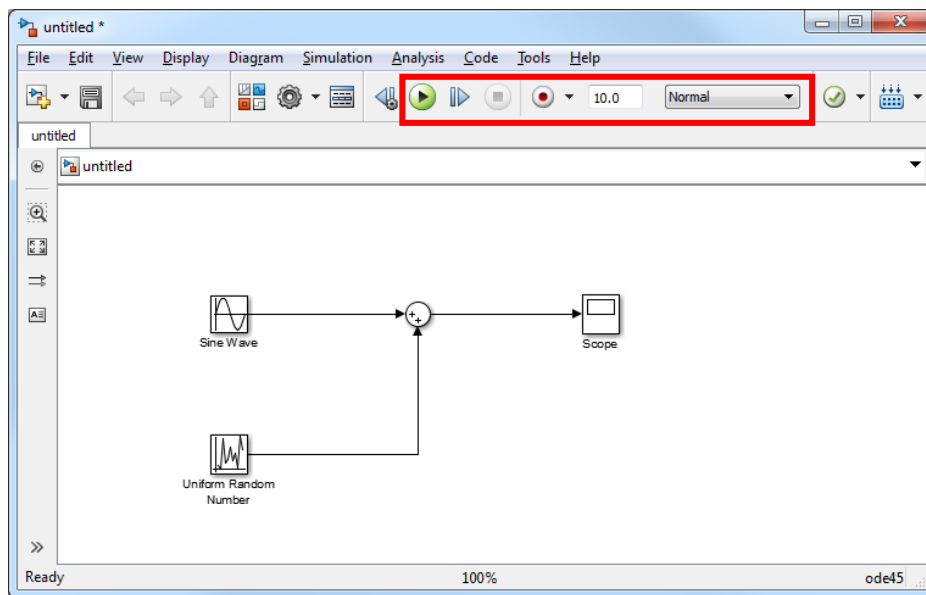 untitled *
File Edit View Display Diagram Simulation Analysis Code Tools Help
10.0 Normal
untitled
untitled
Sine Wave
Scope
Uniform Random
Number
Ready 100% ode45